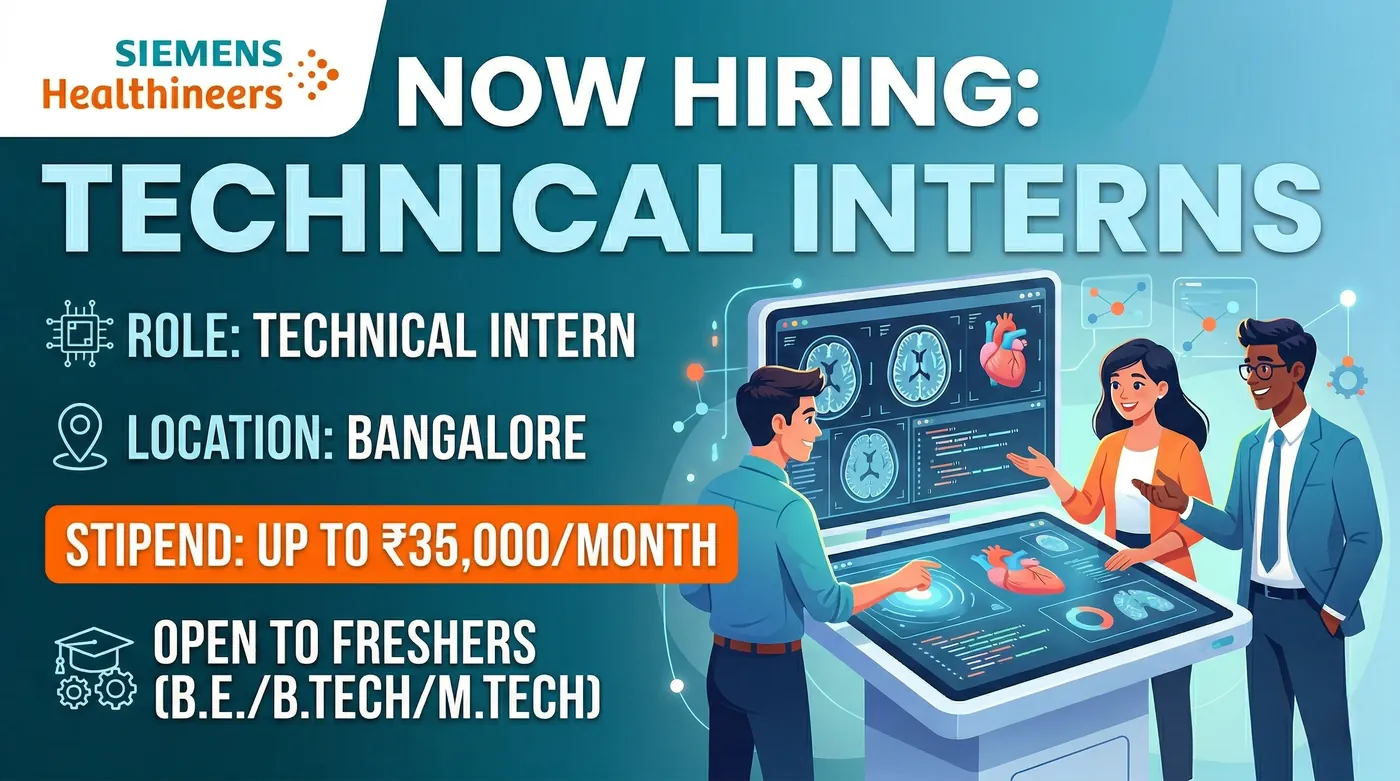 SIEMENS
Healthineers
NOW HIRING:
TECHNICAL INTERNS
ROLE: TECHNICAL INTERN
LOCATION: BANGALORE
STIPEND: UP TO ₹35,000/MONTH
OPEN TO FRESHERS
(B.E./B.TECH/M.TECH)